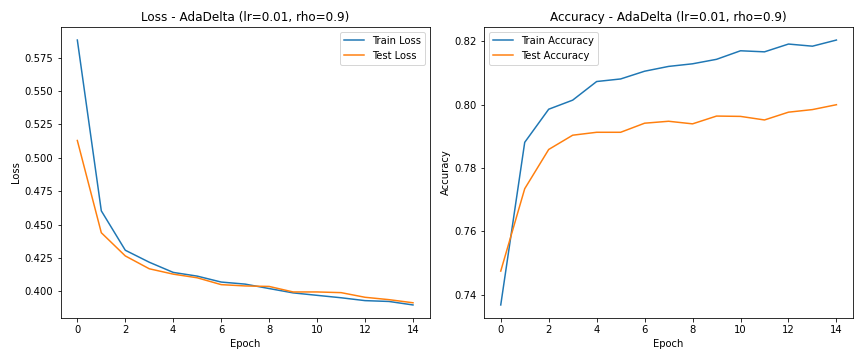 Loss - AdaDelta (lr=0.01, rho=0.9)
Train Loss
Test Loss
0.575
0.550
0.525
0.500
0.475
0.450
0.425
0.400
Loss
0 2 4 6 8 10 12 14
Epoch
Accuracy - AdaDelta (lr=0.01, rho=0.9)
Train Accuracy
Test Accuracy
0.82
0.80
0.78
0.76
0.74
Accuracy
0 2 4 6 8 10 12 14
Epoch